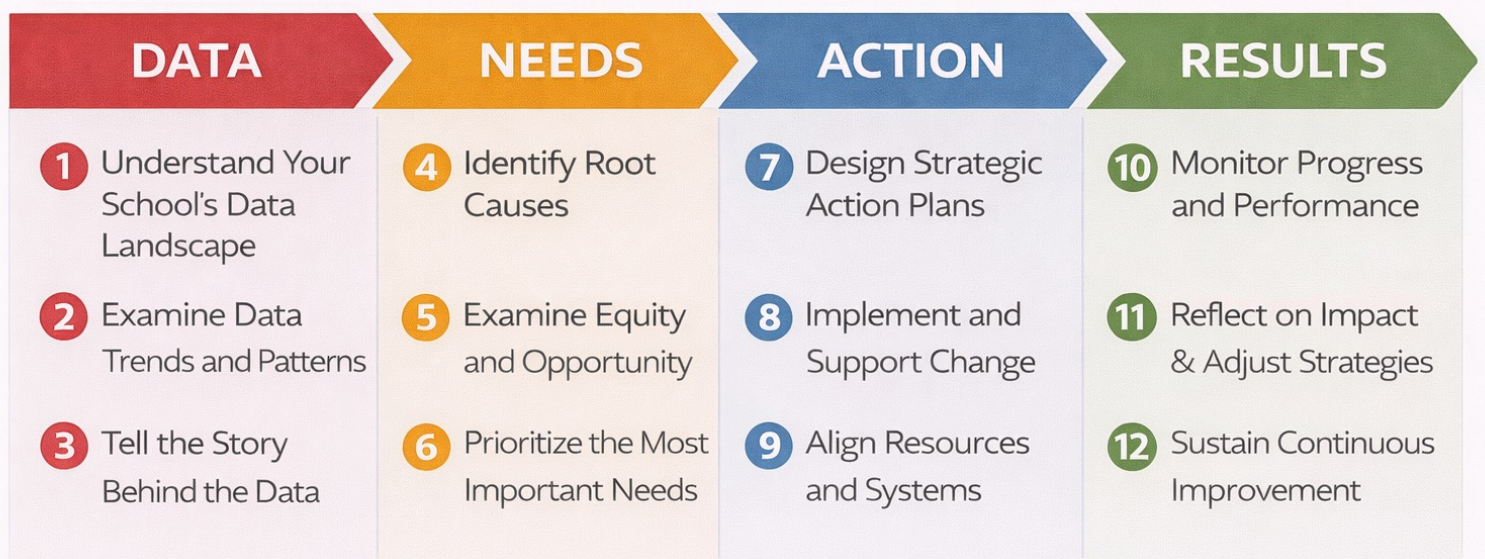 DATA
NEEDS
ACTION
RESULTS
1 Understand Your
School's Data
Landscape
2 Examine Data
Trends and Patterns
3 Tell the Story
Behind the Data
4 Identify Root
Causes
5 Examine Equity
and Opportunity
6 Prioritize the Most
Important Needs
7 Design Strategic
Action Plans
8 Implement and
Support Change
9 Align Resources
and Systems
10 Monitor Progress
and Performance
11 Reflect on Impact
& Adjust Strategies
12 Sustain Continuous
Improvement